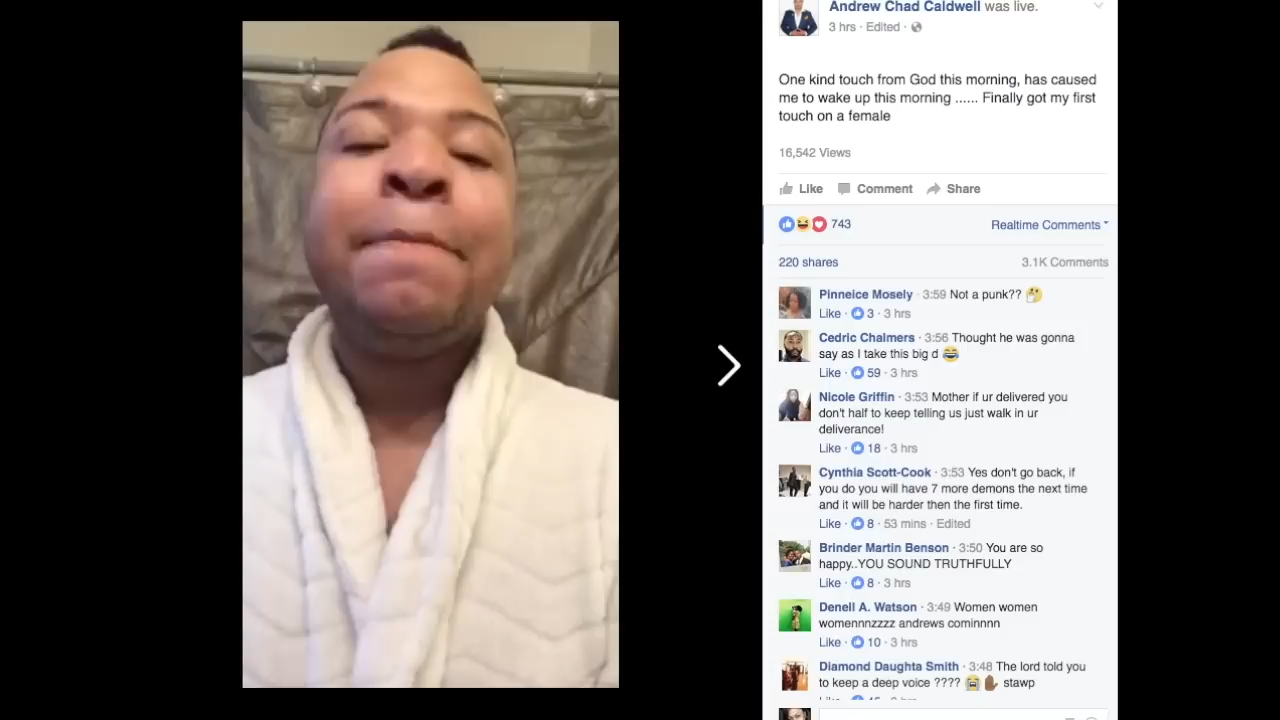 Andrew Chad Caldwell was live.
3 hrs · Edited ·
One kind touch from God this morning, has caused
me to wake up this morning ...... Finally got my first
touch on a female
16,542 Views
Like Comment Share
743 Realtime Comments
220 shares 3.1K Comments
Pinneice Mosely · 3:59 Not a punk?? 🤔
Like · 3 · 3 hrs
Cedric Chalmers · 3:56 Thought he was gonna
say as I take this big d 😂
Like · 59 · 3 hrs
Nicole Griffin · 3:53 Mother if ur delivered you
don't half to keep telling us just walk in ur
deliverance!
Like · 18 · 3 hrs
Cynthia Scott-Cook · 3:53 Yes don't go back, if
you do you will have 7 more demons the next time
and it will be harder then the first time.
Like · 8 · 53 mins · Edited
Brinder Martin Benson · 3:50 You are so
happy..YOU SOUND TRUTHFULLY
Like · 8 · 3 hrs
Denell A. Watson · 3:49 Women women
womennnzzzz andrews cominnnn
Like · 10 · 3 hrs
Diamond Daughta Smith · 3:48 The lord told you
to keep a deep voice ???? 😭✋🏾 stawp